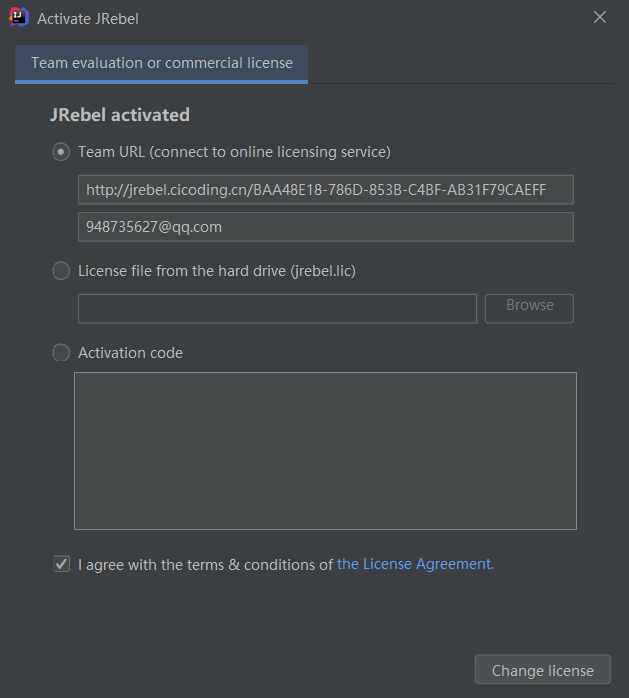 Activate JRebel
Team evaluation or commercial license
JRebel activated
Team URL (connect to online licensing service)
http://jrebel.cicoding.cn/BAA48E18-786D-853B-C4BF-AB31F79CAEFF
948735627@qq.com
License file from the hard drive (jrebel.lic)
Browse
Activation code
I agree with the terms & conditions of the License Agreement.
Change license